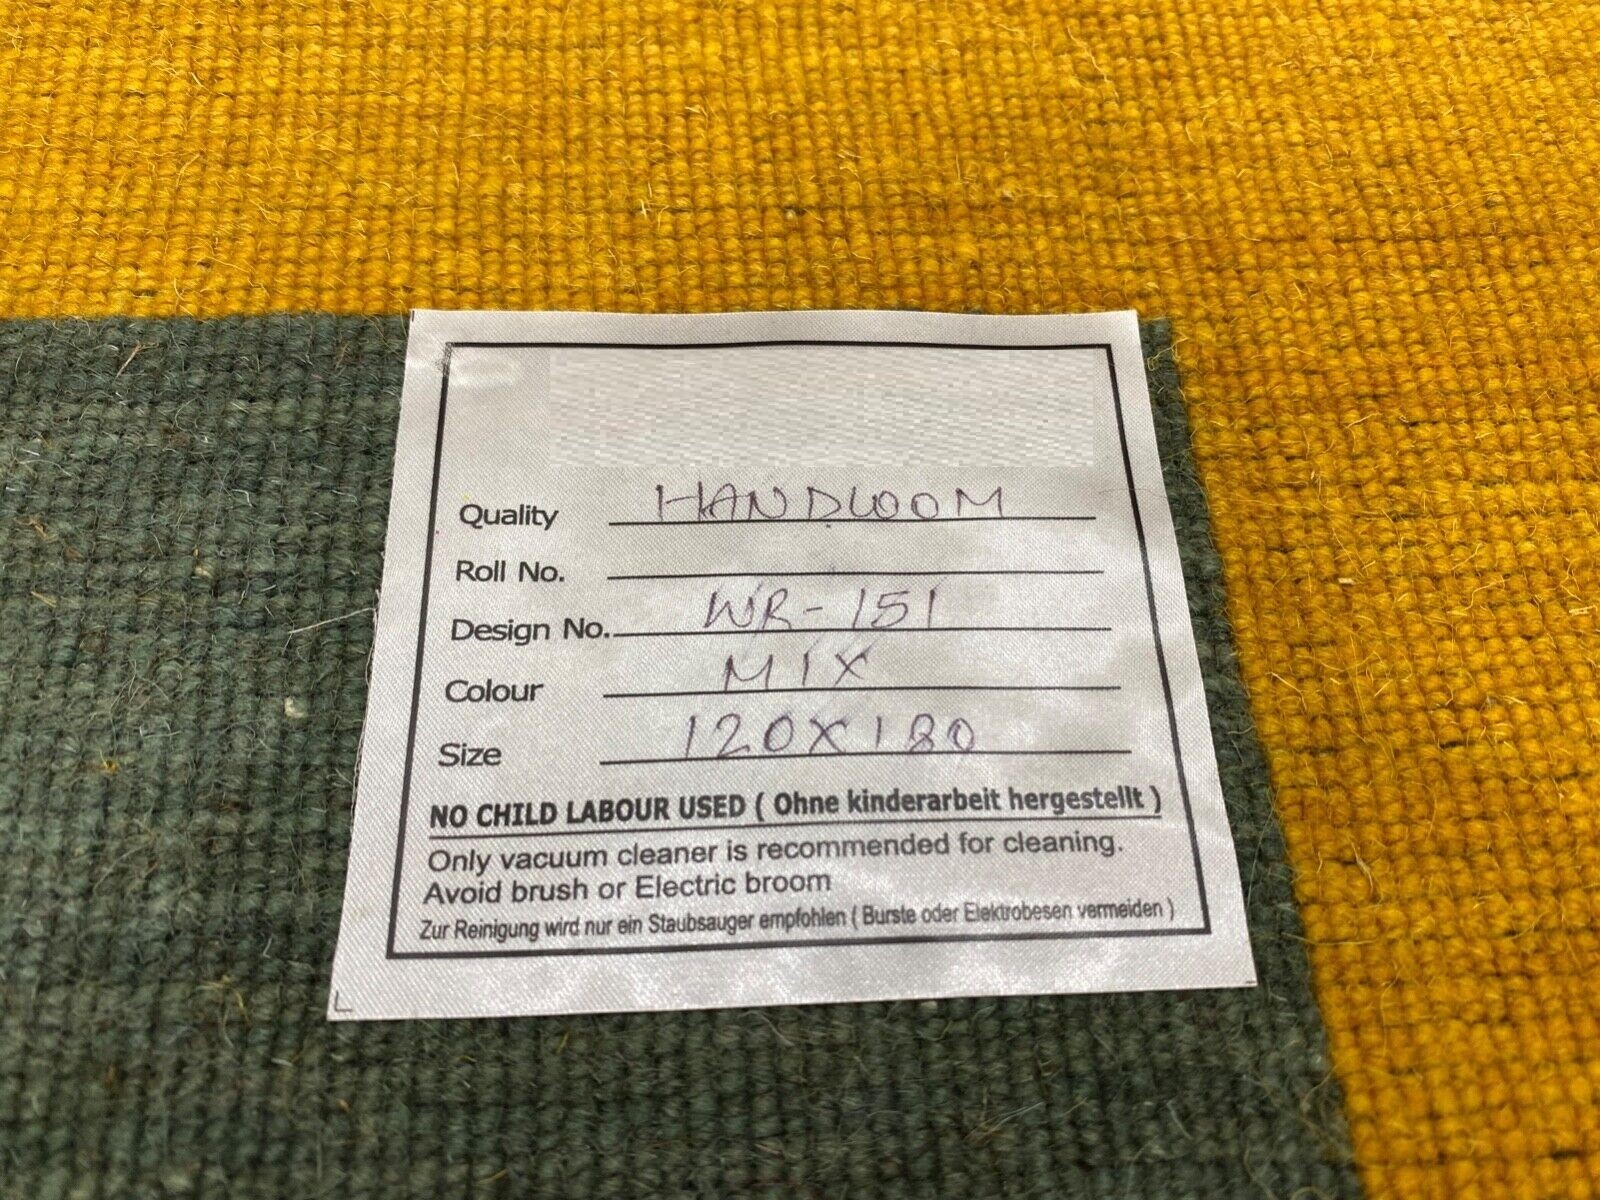 Quality HANDLOOM
Roll No.
Design No. WR-151
Colour MIX
Size 120X180
NO CHILD LABOUR USED ( Ohne kinderarbeit hergestellt )
Only vacuum cleaner is recommended for cleaning.
Avoid brush or Electric broom
Zur Reinigung wird nur ein Staubsauger empfohlen ( Burste oder Elektrobesen vermeiden )